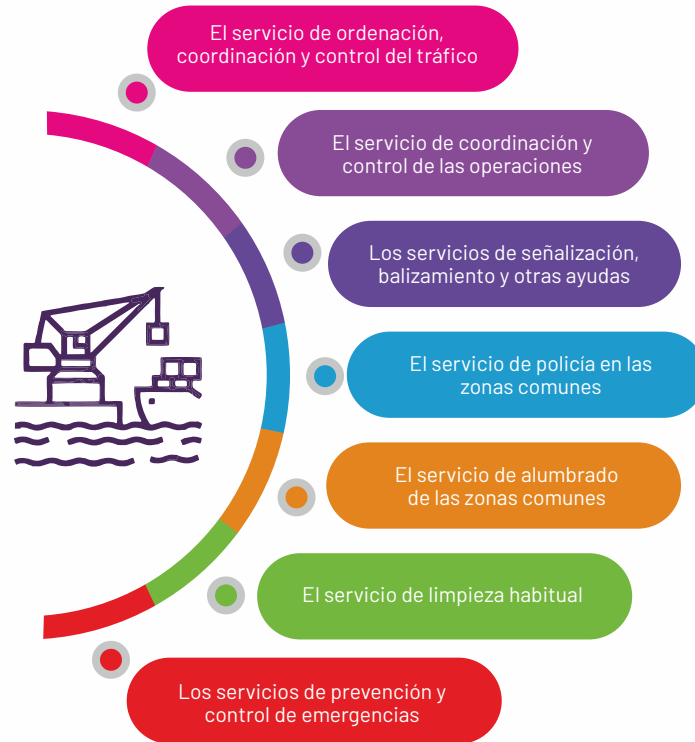 El servicio de ordenación,
coordinación y control del tráfico
El servicio de coordinación y
control de las operaciones
Los servicios de señalización,
balizamiento y otras ayudas
El servicio de policía en las
zonas comunes
El servicio de alumbrado
de las zonas comunes
El servicio de limpieza habitual
Los servicios de prevención y
control de emergencias